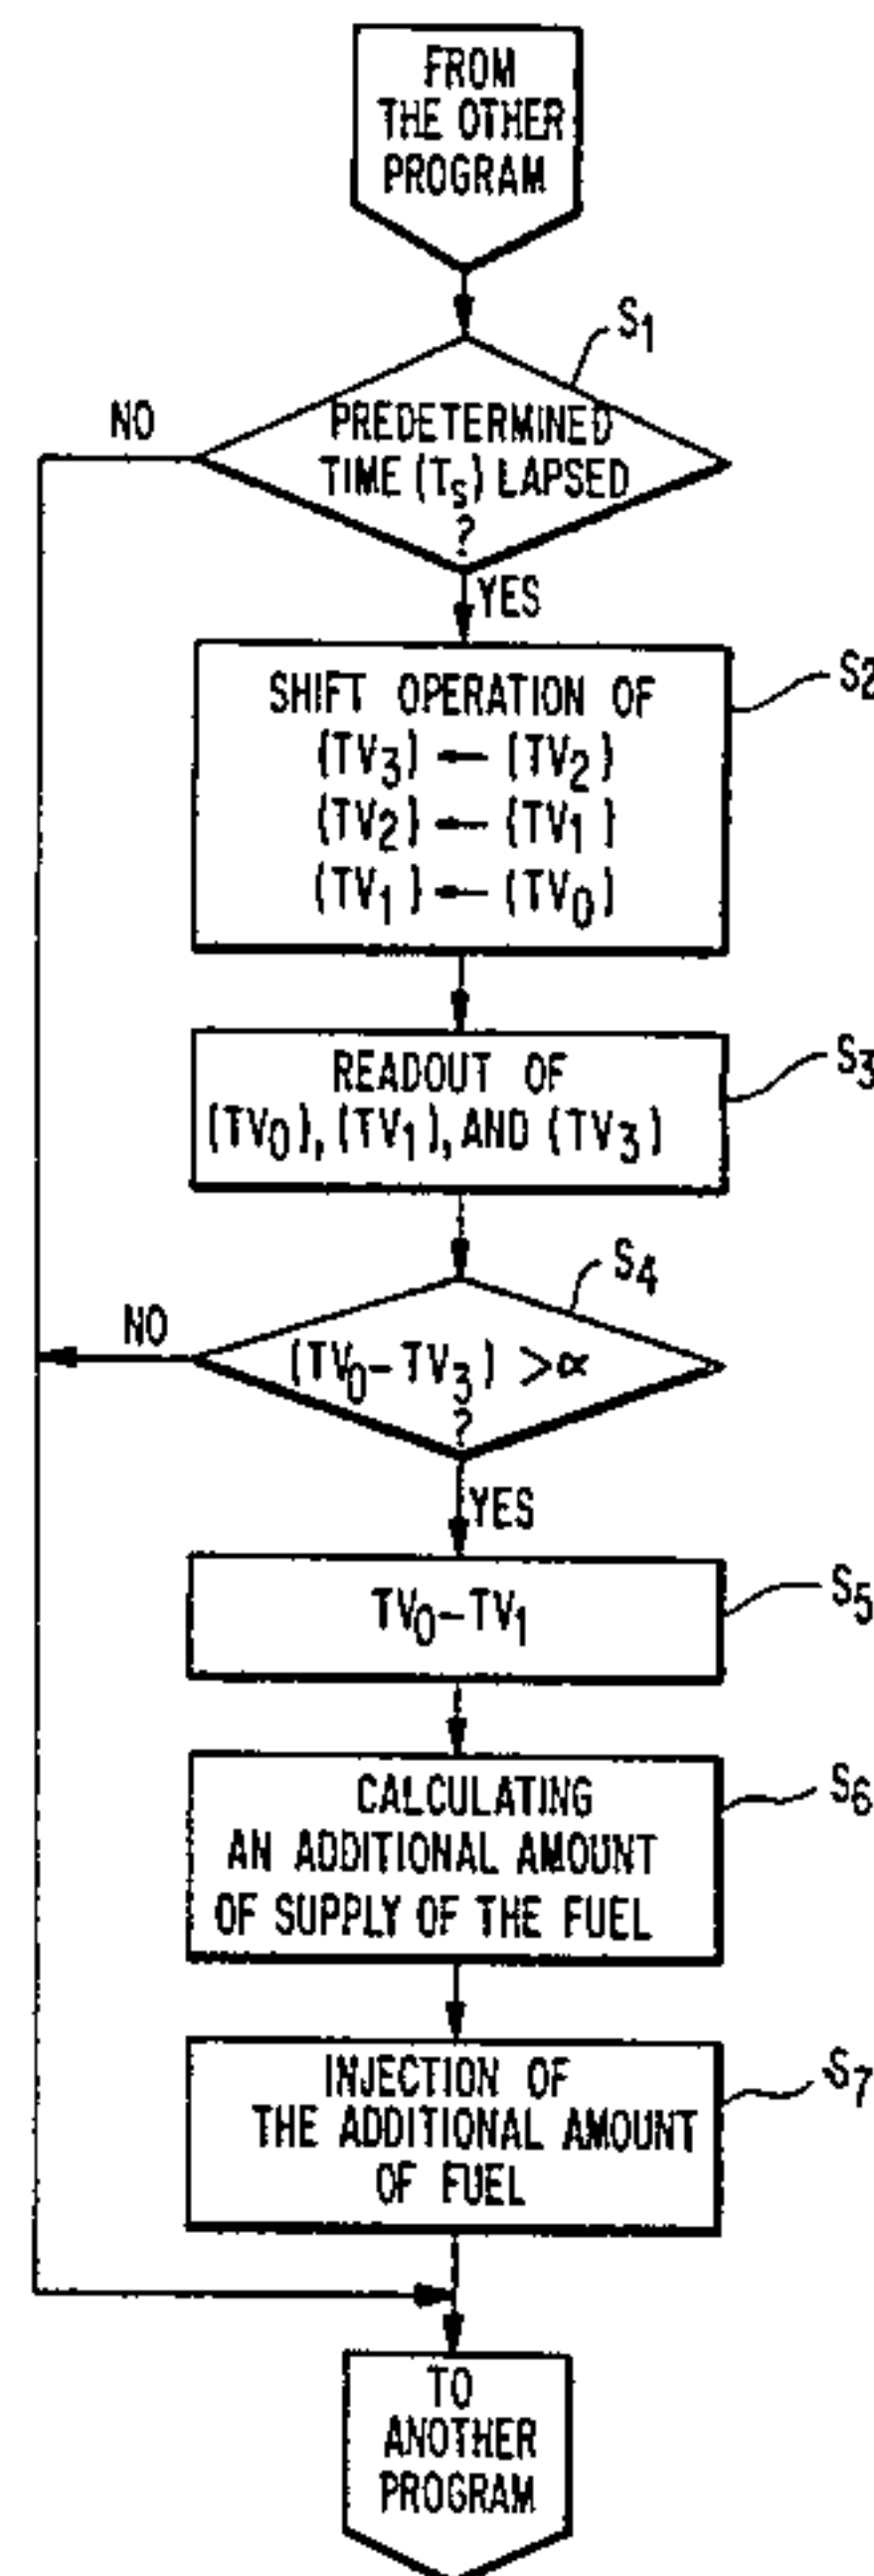 FROM
THE OTHER
PROGRAM
S1
NO
PREDETERMINED
TIME (Ts) LAPSED
?
YES
S2
SHIFT OPERATION OF
(TV3) ← (TV2)
(TV2) ← (TV1)
(TV1) ← (TV0)
S3
READOUT OF
(TV0), (TV1), AND (TV3)
S4
NO
(TV0 - TV3) > α
?
YES
S5
TV0 - TV1
S6
CALCULATING
AN ADDITIONAL AMOUNT
OF SUPPLY OF THE FUEL
S7
INJECTION OF
THE ADDITIONAL AMOUNT
OF FUEL
TO
ANOTHER
PROGRAM